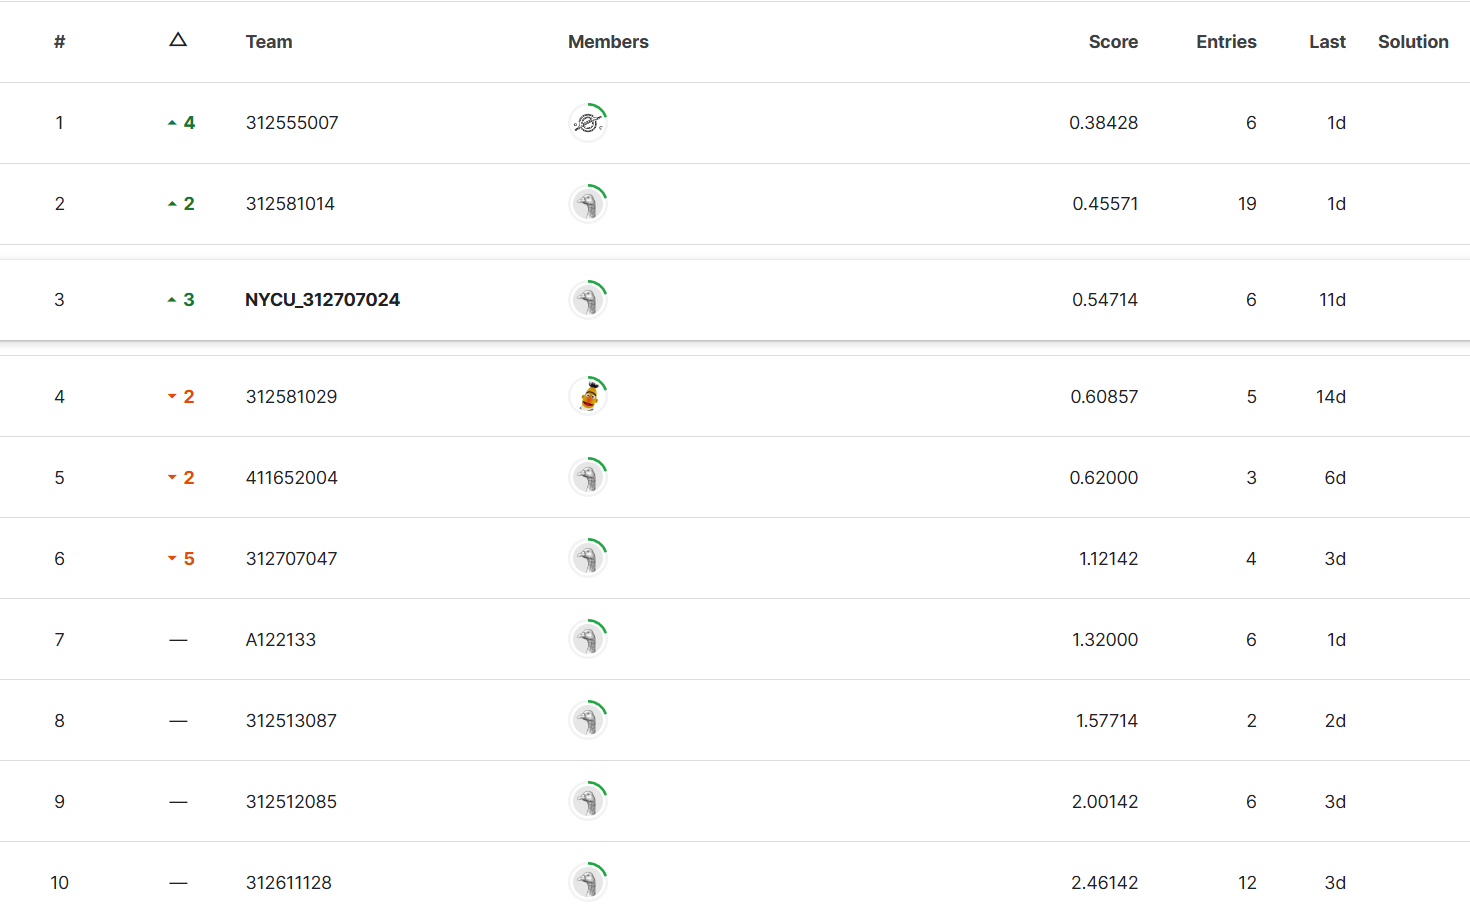 # △ Team Members Score Entries Last Solution
1 ▲ 4 312555007 0.38428 6 1d
2 ▲ 2 312581014 0.45571 19 1d
3 ▲ 3 NYCU_312707024 0.54714 6 11d
4 ▼ 2 312581029 0.60857 5 14d
5 ▼ 2 411652004 0.62000 3 6d
6 ▼ 5 312707047 1.12142 4 3d
7 — A122133 1.32000 6 1d
8 — 312513087 1.57714 2 2d
9 — 312512085 2.00142 6 3d
10 — 312611128 2.46142 12 3d